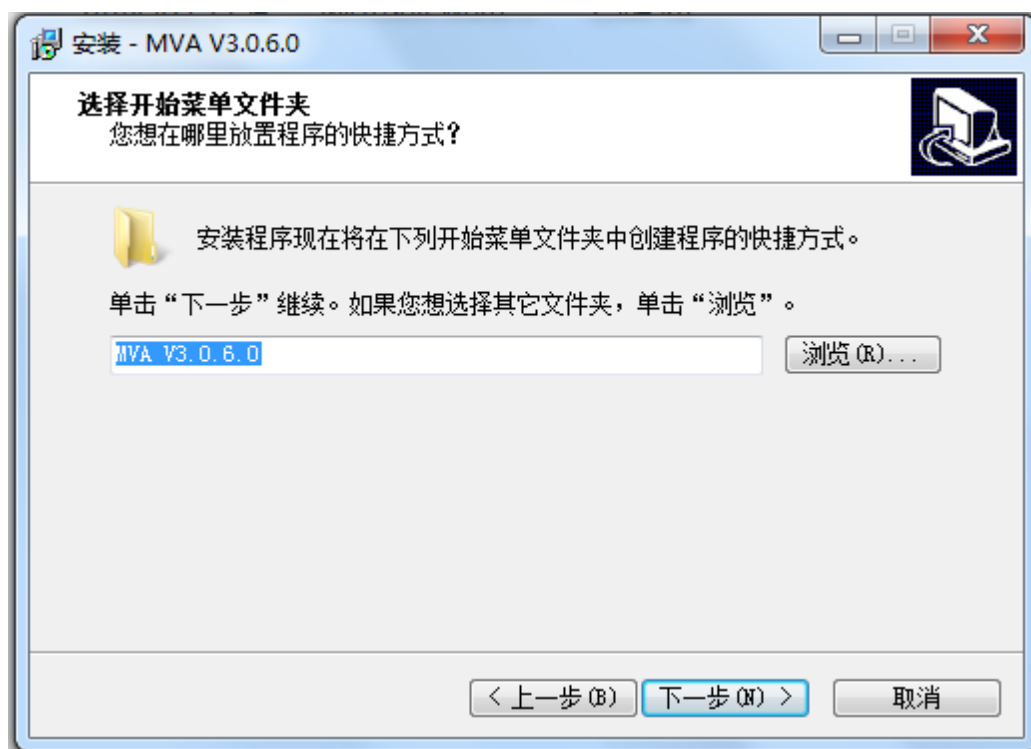 安装 - MVA V3.0.6.0
选择开始菜单文件夹
您想在哪里放置程序的快捷方式?
安装程序现在将在下列开始菜单文件夹中创建程序的快捷方式。
单击“下一步”继续。如果您想选择其它文件夹，单击“浏览”。
MVA V3.0.6.0
浏览(R)...
< 上一步(B)
下一步(N) >
取消